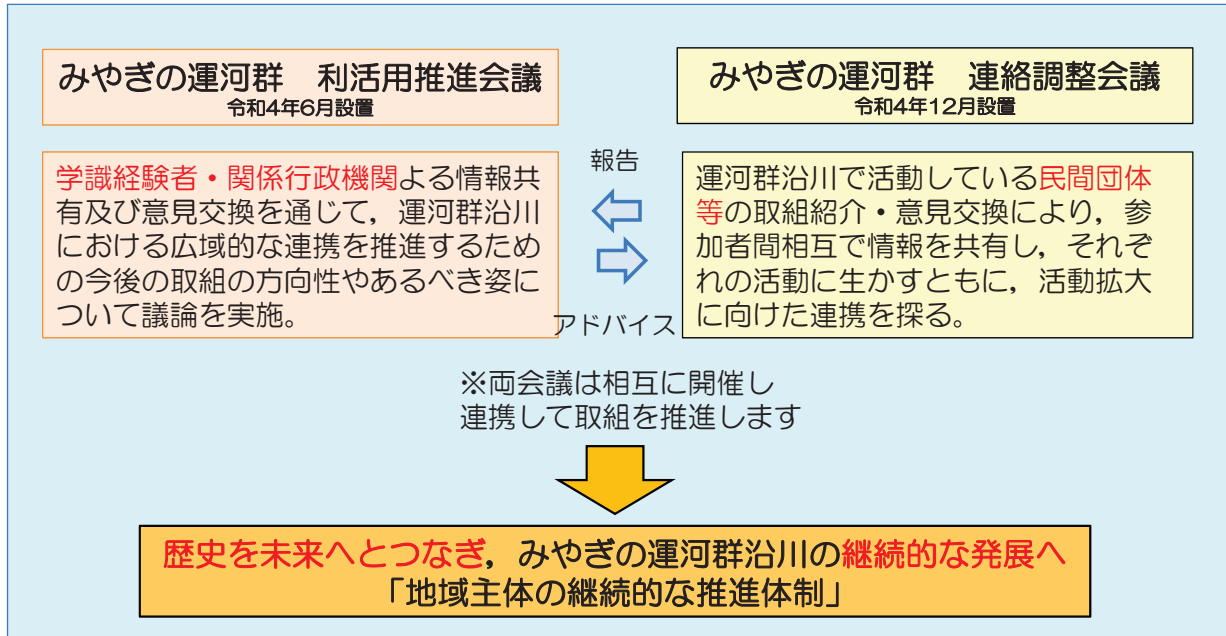 みやぎの運河群　利活用推進会議
令和4年6月設置
学識経験者・関係行政機関よる情報共
有及び意見交換を通じて，運河群沿川
における広域的な連携を推進するため
の今後の取組の方向性やあるべき姿に
ついて議論を実施。
報告
アドバイス
みやぎの運河群　連絡調整会議
令和4年12月設置
運河群沿川で活動している民間団体
等の取組紹介・意見交換により，参
加者間相互で情報を共有し，それぞ
れの活動に生かすともに，活動拡大
に向けた連携を探る。
※両会議は相互に開催し
連携して取組を推進します
歴史を未来へとつなぎ，みやぎの運河群沿川の継続的な発展へ
「地域主体の継続的な推進体制」